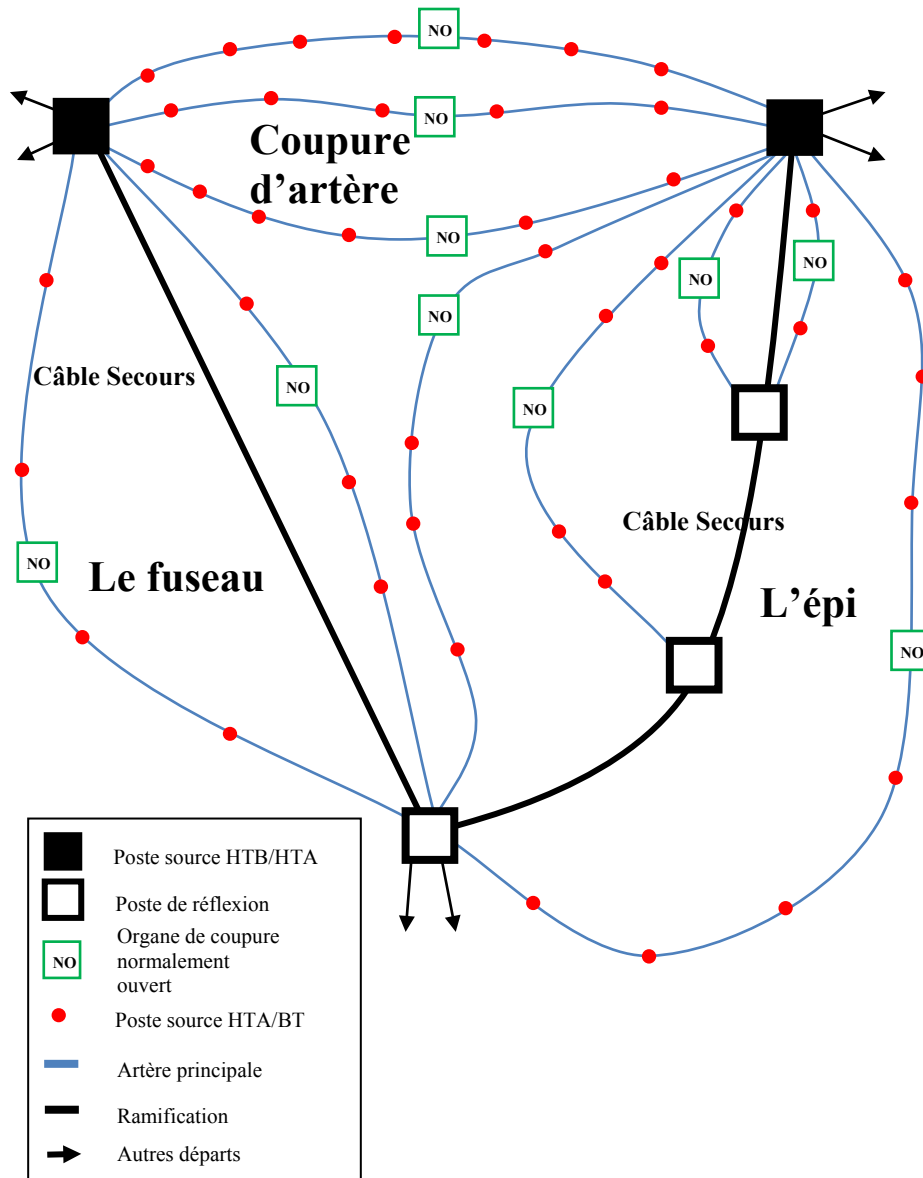 NO
NO
Coupure
d'artère
NO
NO
NO
NO
Câble Secours
NO
NO
Câble Secours
NO
Le fuseau
L'épi
NO
Poste source HTB/HTA
Poste de réflexion
Organe de coupure
normalement
ouvert
NO
Poste source HTA/BT
Artère principale
Ramification
Autres départs